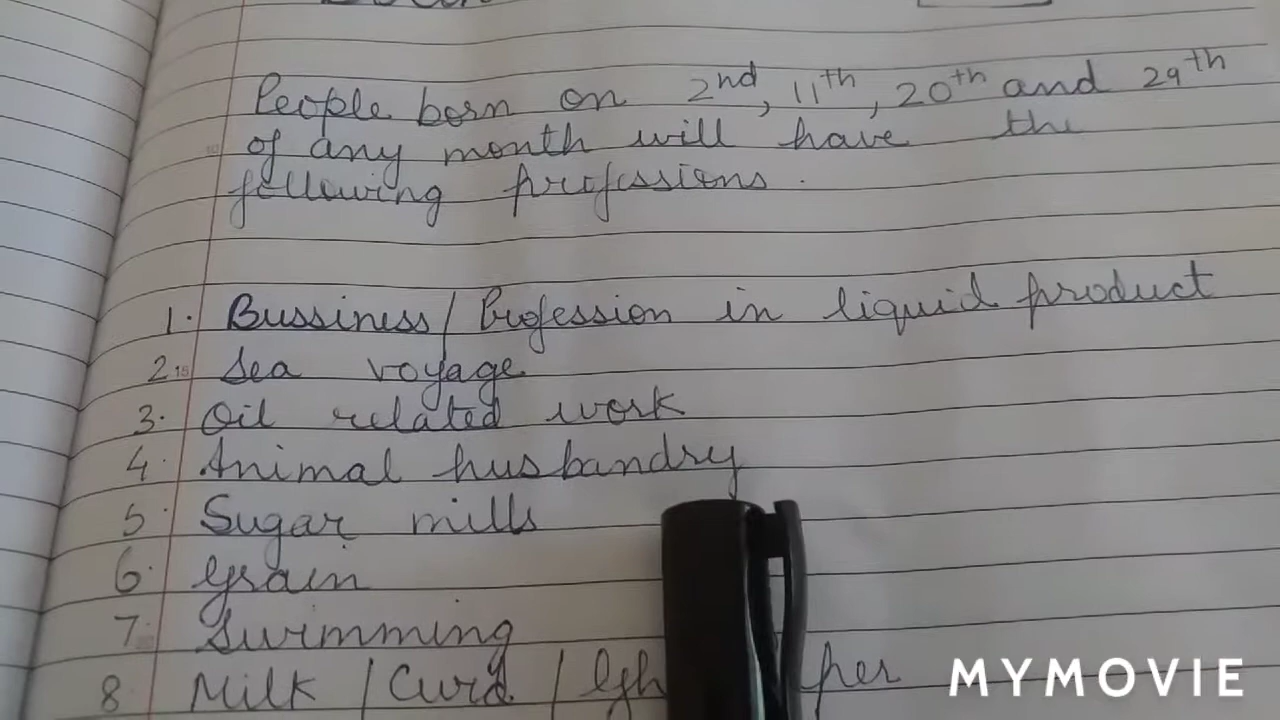 People born on 2nd, 11th, 20th and 29th
of any month will have the
following professions.
1. Bussiness/Profession in liquid product
2. Sea voyage
3. Oil related work
4. Animal husbandry
5. Sugar mills
6. Grain
7. Swimming
8 Milk / Curd /
MYMOVIE